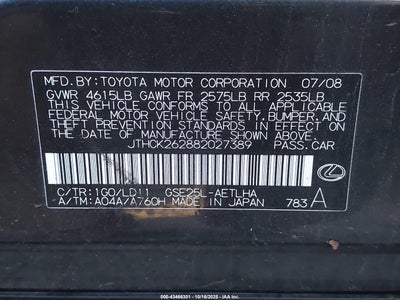 MFD.BY:TOYOTA MOTOR CORPORATION 07/08
GVWR 4615LB GAWR FR 2575LB RR 2535LB
THIS VEHICLE CONFORMS TO ALL APPLICABLE
FEDERAL MOTOR VEHICLE SAFETY,BUMPER,AND
THEFT PREVENTION STANDARDS IN EFFECT ON
THE DATE OF MANUFACTURE SHOWN ABOVE.
JTHCK262882027389 PASS.CAR
C/TR:1G0/LD11 GSE25L-AETLHA
A/TM:A04A/A760H MADE IN JAPAN 783 A
© IAA
ID: 43466301 - 10/16/2025 - IAAI.COM